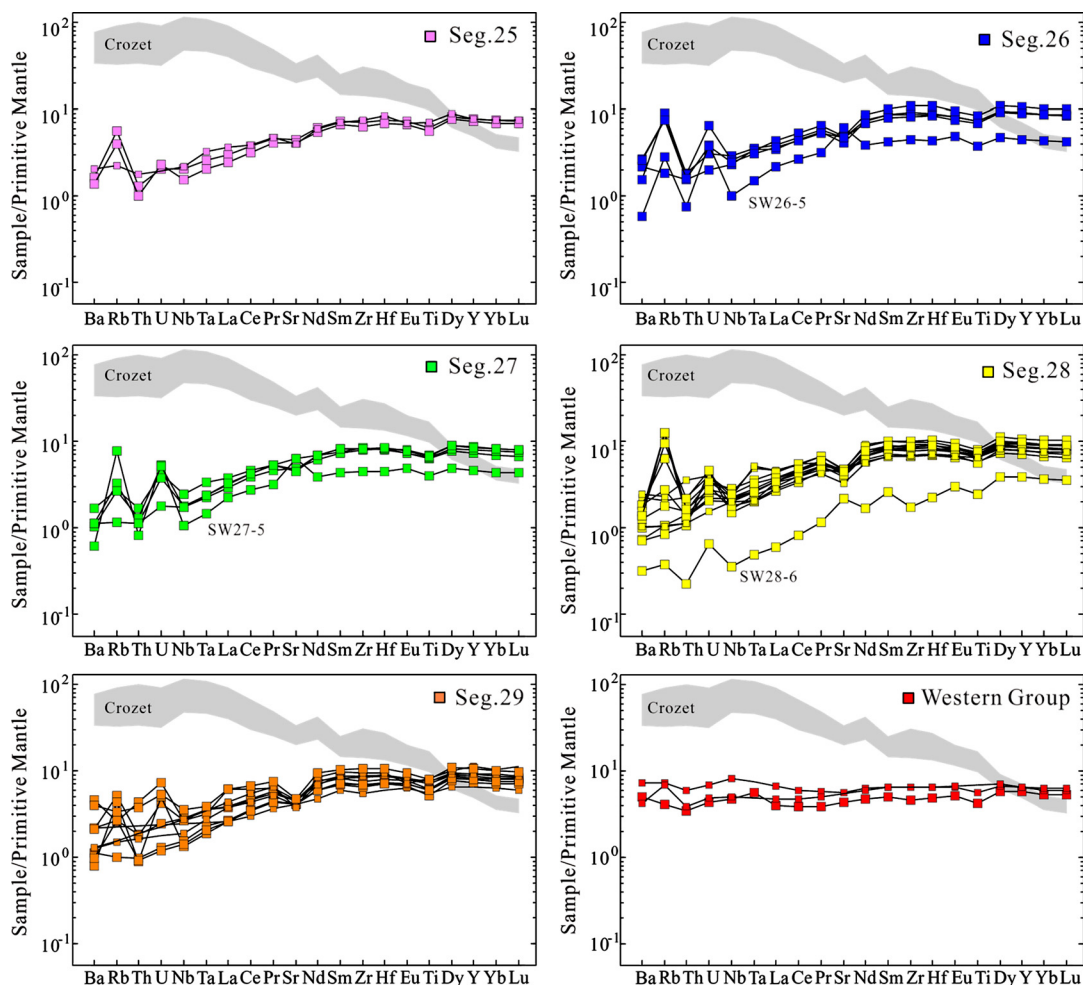 Crozet
Seg.25
Sample/Primitive Mantle
10²
10¹
10⁰
10⁻¹
Ba Rb Th U Nb Ta La Ce Pr Sr Nd Sm Zr Hf Eu Ti Dy Y Yb Lu
Crozet
Seg.26
SW26-5
Sample/Primitive Mantle
10²
10¹
10⁰
10⁻¹
Ba Rb Th U Nb Ta La Ce Pr Sr Nd Sm Zr Hf Eu Ti Dy Y Yb Lu
Crozet
Seg.27
SW27-5
Sample/Primitive Mantle
10²
10¹
10⁰
10⁻¹
Ba Rb Th U Nb Ta La Ce Pr Sr Nd Sm Zr Hf Eu Ti Dy Y Yb Lu
Crozet
Seg.28
SW28-6
Sample/Primitive Mantle
10²
10¹
10⁰
10⁻¹
Ba Rb Th U Nb Ta La Ce Pr Sr Nd Sm Zr Hf Eu Ti Dy Y Yb Lu
Crozet
Seg.29
Sample/Primitive Mantle
10²
10¹
10⁰
10⁻¹
Ba Rb Th U Nb Ta La Ce Pr Sr Nd Sm Zr Hf Eu Ti Dy Y Yb Lu
Crozet
Western Group
Sample/Primitive Mantle
10²
10¹
10⁰
10⁻¹
Ba Rb Th U Nb Ta La Ce Pr Sr Nd Sm Zr Hf Eu Ti Dy Y Yb Lu